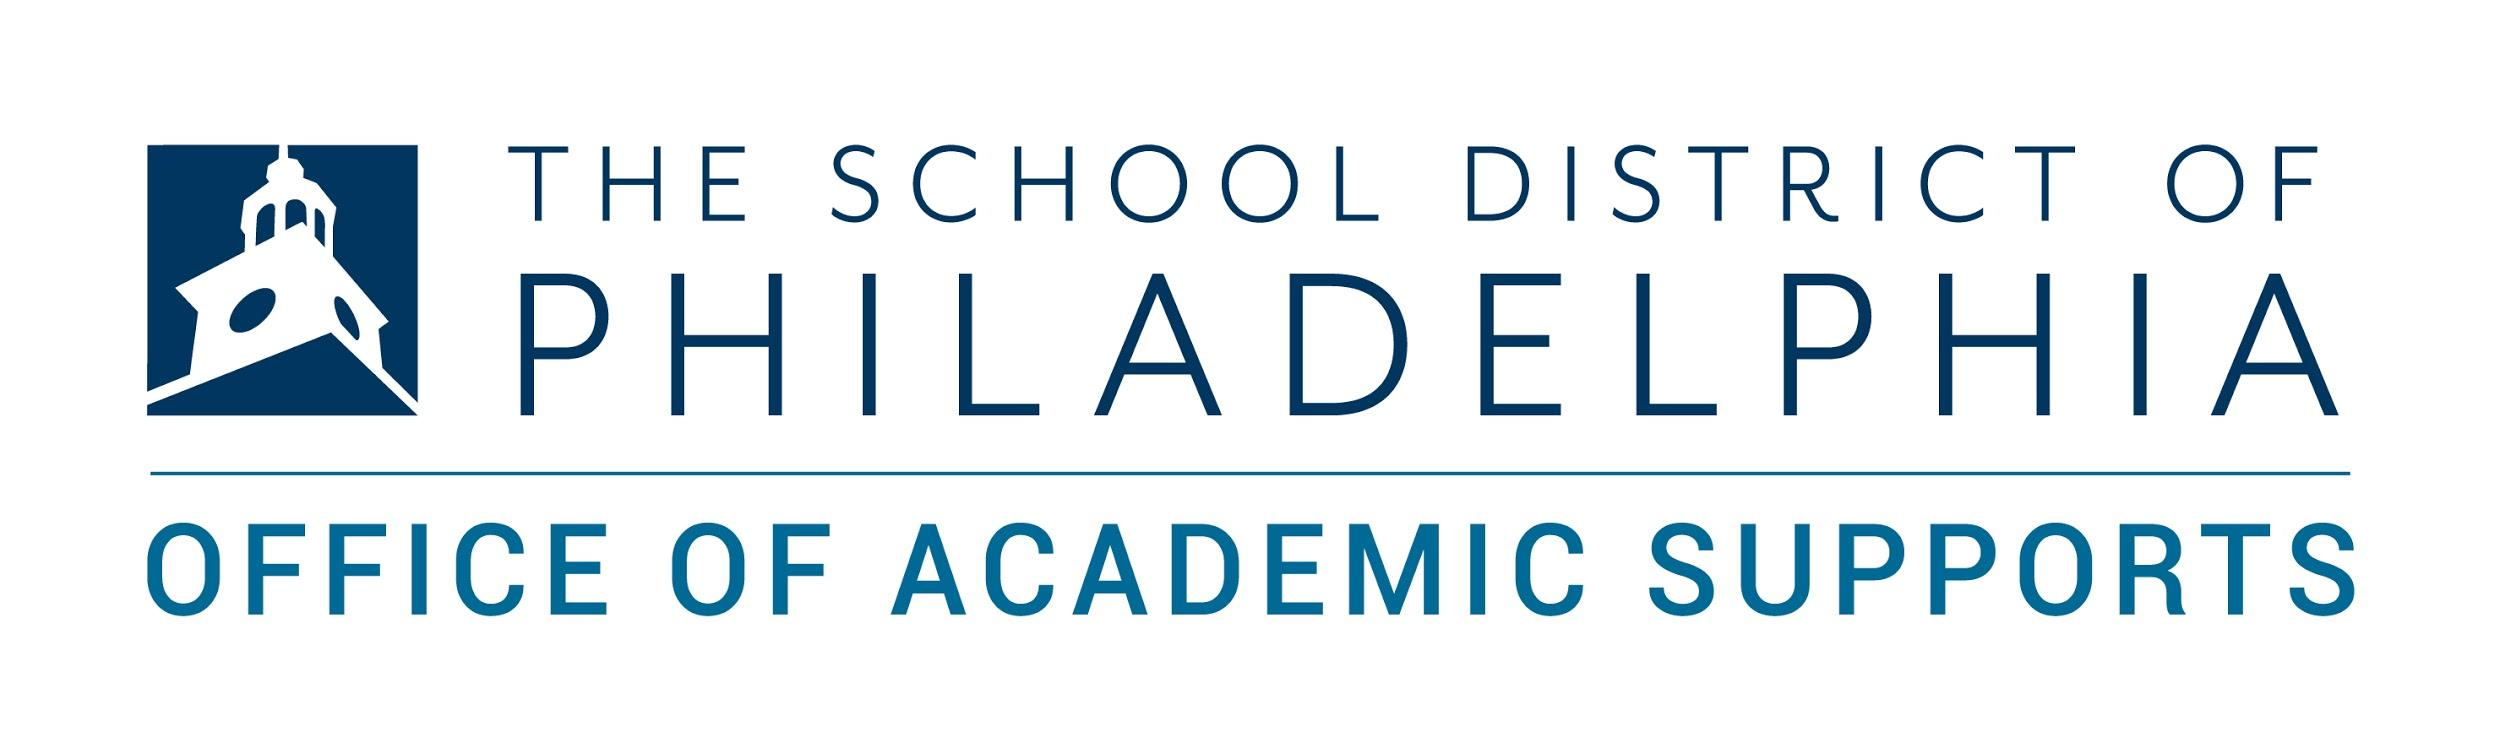 THE SCHOOL DISTRICT OF
PHILADELPHIA
OFFICE OF ACADEMIC SUPPORTS